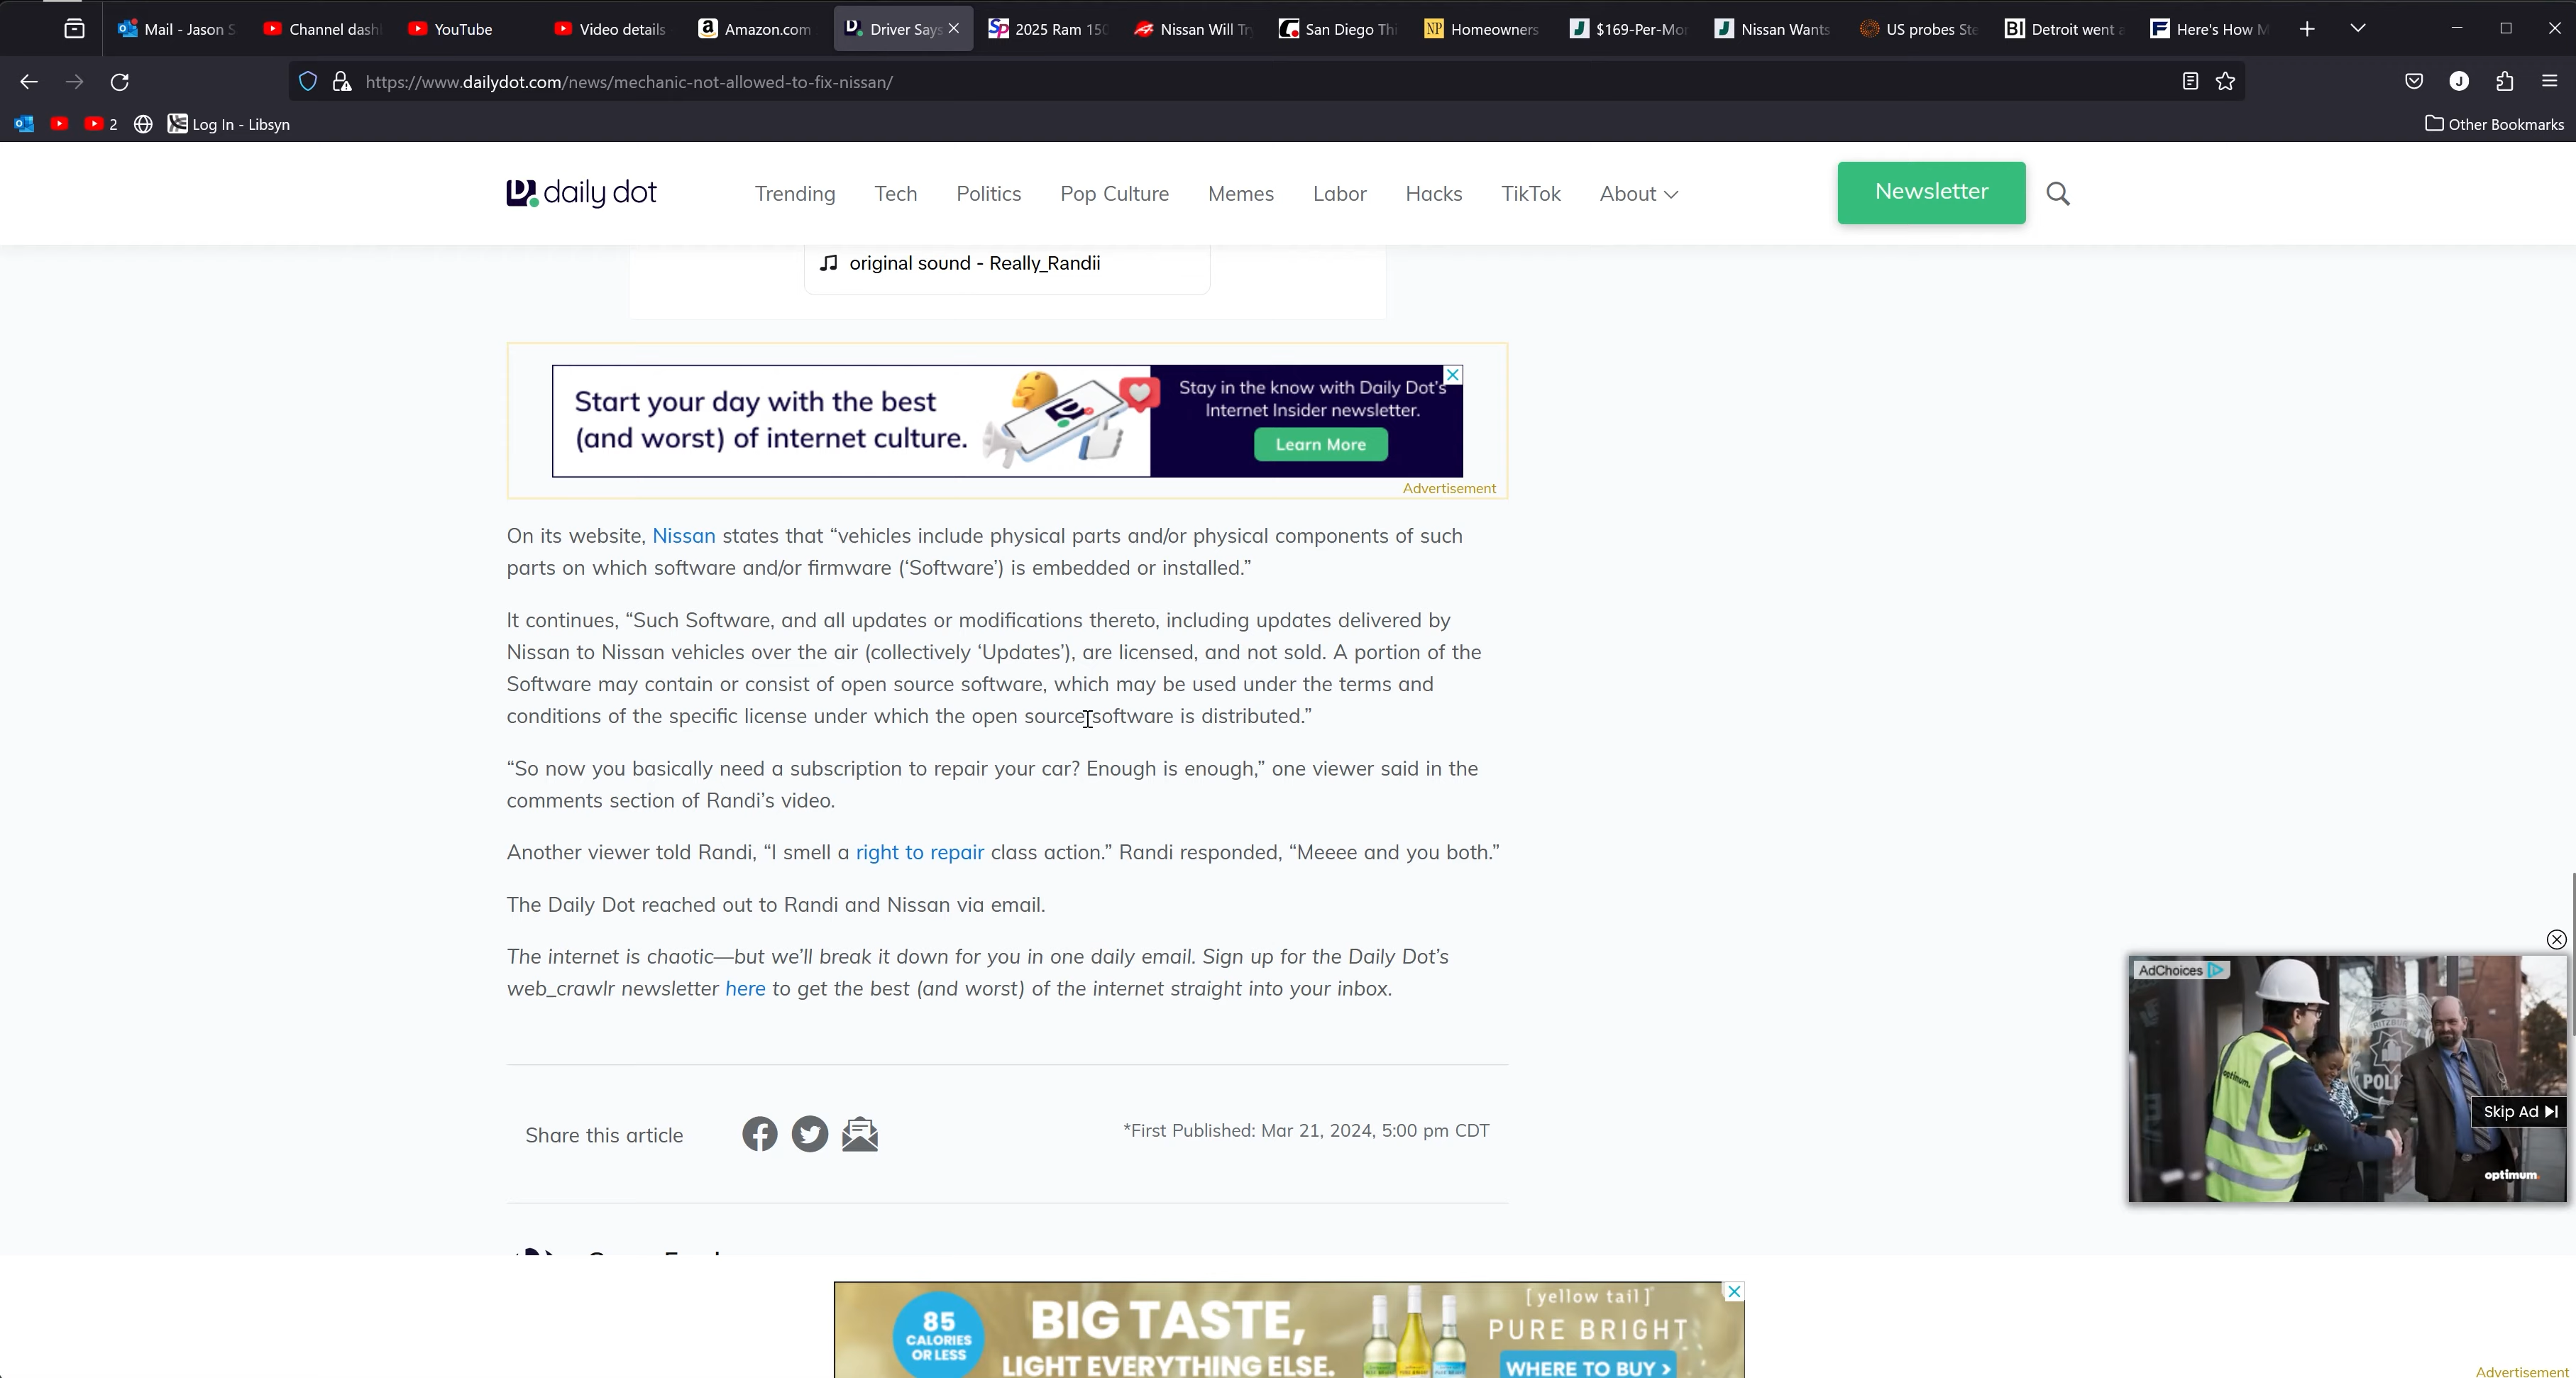 Mail - Jason S
Channel dash
YouTube
Video details
Amazon.com
Driver Says
2025 Ram 150
Nissan Will Tr
San Diego Thi
Homeowners
$169-Per-Mon
Nissan Wants
US probes Ste
Detroit went a
Here's How M
https://www.dailydot.com/news/mechanic-not-allowed-to-fix-nissan/
J
2
Log In - Libsyn
Other Bookmarks
daily dot
Trending
Tech
Politics
Pop Culture
Memes
Labor
Hacks
TikTok
About
Newsletter
original sound - Really_Randii
Start your day with the best
(and worst) of internet culture.
Stay in the know with Daily Dot's
Internet Insider newsletter.
Learn More
Advertisement
On its website, Nissan states that “vehicles include physical parts and/or physical components of such
parts on which software and/or firmware (‘Software’) is embedded or installed.”
It continues, “Such Software, and all updates or modifications thereto, including updates delivered by
Nissan to Nissan vehicles over the air (collectively ‘Updates’), are licensed, and not sold. A portion of the
Software may contain or consist of open source software, which may be used under the terms and
conditions of the specific license under which the open source software is distributed.”
“So now you basically need a subscription to repair your car? Enough is enough,” one viewer said in the
comments section of Randi’s video.
Another viewer told Randi, “I smell a right to repair class action.” Randi responded, “Meeee and you both.”
The Daily Dot reached out to Randi and Nissan via email.
The internet is chaotic—but we’ll break it down for you in one daily email. Sign up for the Daily Dot’s
web_crawlr newsletter here to get the best (and worst) of the internet straight into your inbox.
AdChoices
optimum.
POLI
Skip Ad
optimum.
Share this article
*First Published: Mar 21, 2024, 5:00 pm CDT
85
CALORIES
OR LESS
BIG TASTE,
LIGHT EVERYTHING ELSE.
[ yellow tail ]
PURE BRIGHT
WHERE TO BUY >
Advertisement